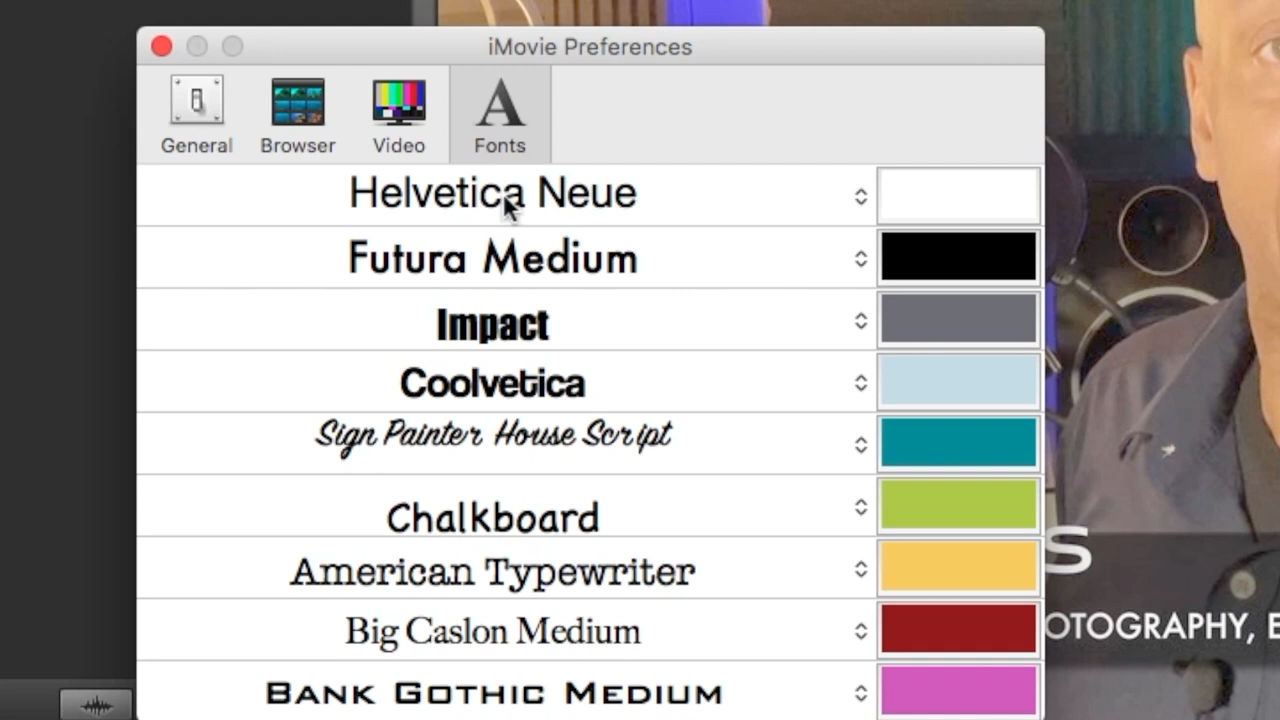 iMovie Preferences
General Browser Video Fonts
Helvetica Neue
Futura Medium
Impact
Coolvetica
Sign Painter House Script
Chalkboard
American Typewriter
Big Caslon Medium
BANK GOTHIC MEDIUM
S
OTOGRAPHY, E